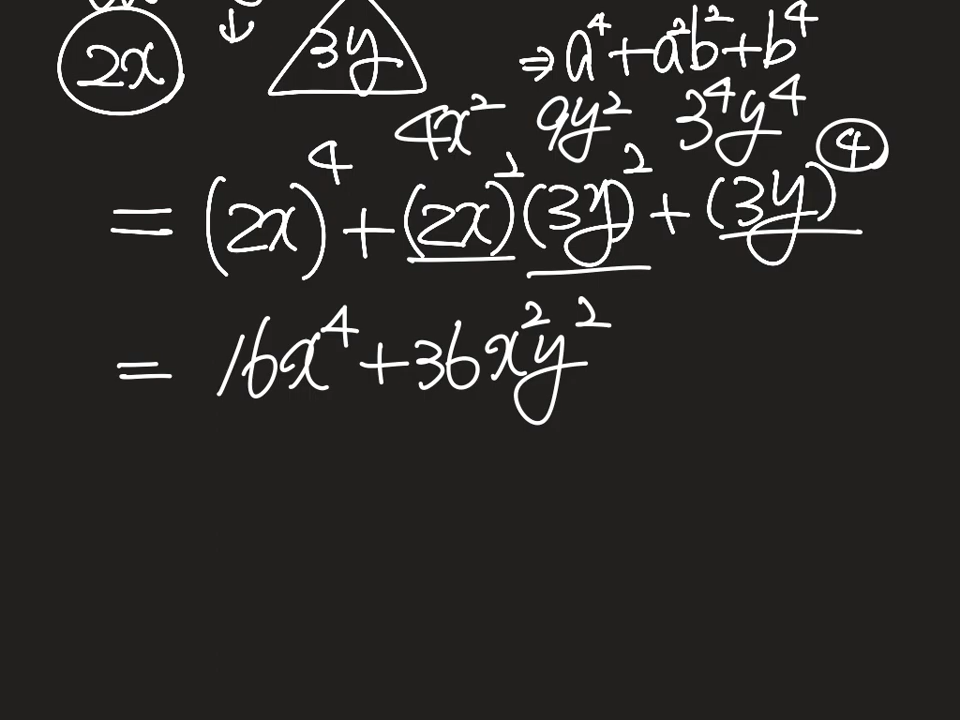 2x ↓ 3y ⇒ a⁴+a²b²+b⁴
4x² 9y² 3⁴y⁴
= (2x)⁴+(2x)²(3y)²+(3y)⁴
= 16x⁴+36x²y²